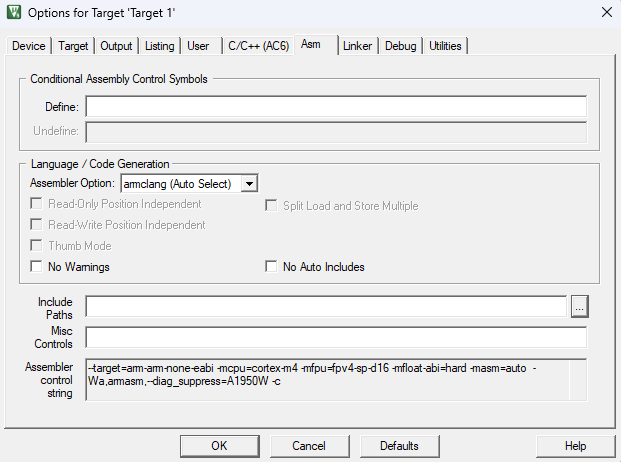 Options for Target 'Target 1'
Device Target Output Listing User C/C++ (AC6) Asm Linker Debug Utilities
Conditional Assembly Control Symbols
Define:
Undefine:
Language / Code Generation
Assembler Option: armclang (Auto Select)
Read-Only Position Independent Split Load and Store Multiple
Read-Write Position Independent
Thumb Mode
No Warnings No Auto Includes
Include
Paths
...
Misc
Controls
Assembler
control
string
--target=arm-arm-none-eabi -mcpu=cortex-m4 -mfpu=fpv4-sp-d16 -mfloat-abi=hard -masm=auto -
Wa,armasm,--diag_suppress=A1950W -c
OK Cancel Defaults Help